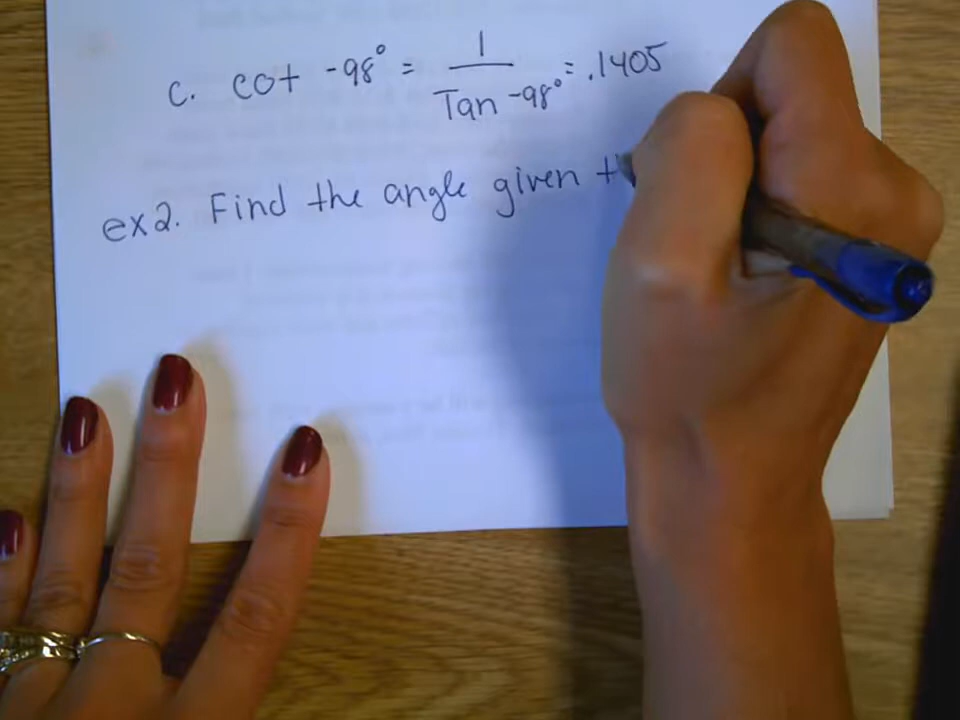 c. cot -98° = 1/Tan -98° = .1405
ex2. Find the angle given